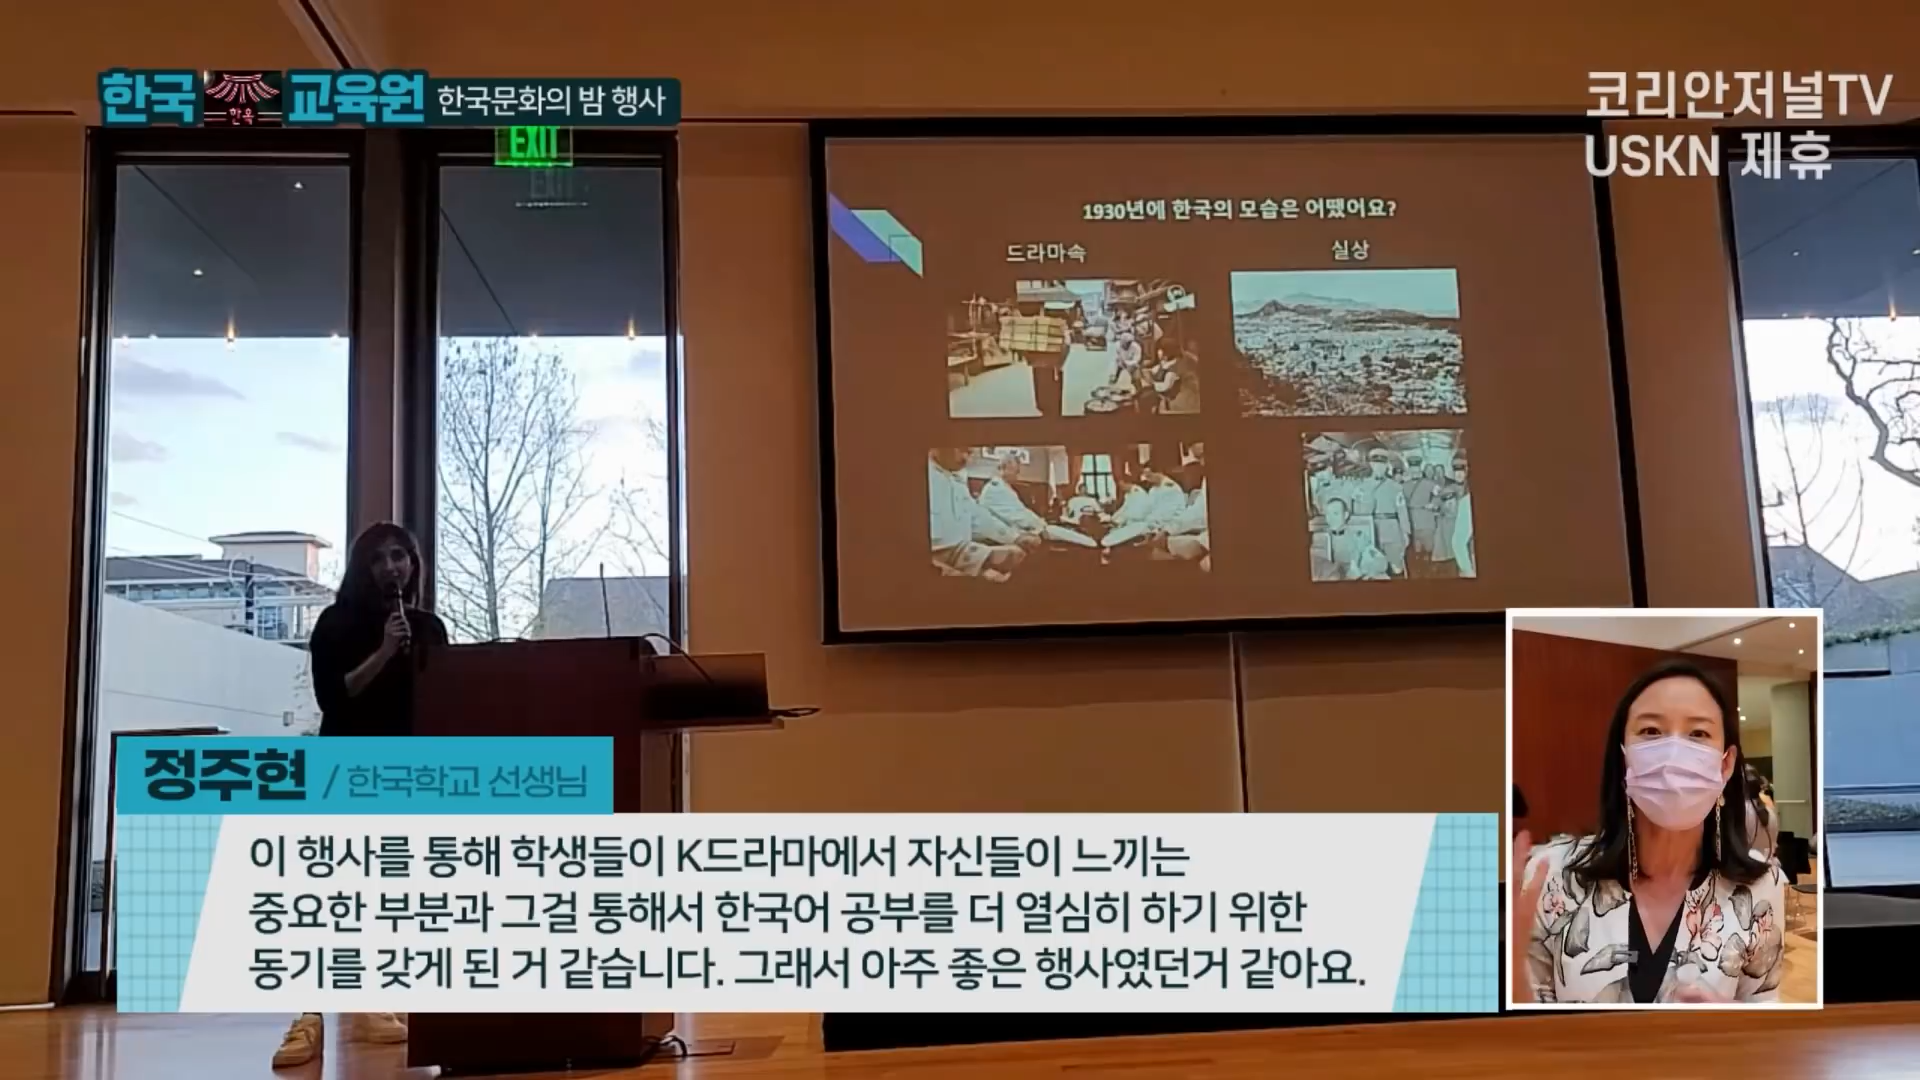 한국 한옥 교육원 한국문화의 밤 행사
코리안저널TV
USKN 제휴
EXIT
1930년에 한국의 모습은 어땠어요?
드라마속
실상
정주현 / 한국학교 선생님
이 행사를 통해 학생들이 K드라마에서 자신들이 느끼는
중요한 부분과 그걸 통해서 한국어 공부를 더 열심히 하기 위한
동기를 갖게 된 거 같습니다. 그래서 아주 좋은 행사였던거 같아요.